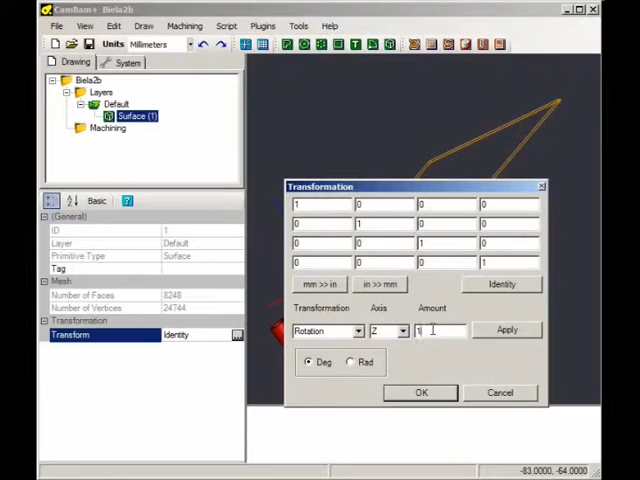 CamBam+ Biela2b
File View Edit Draw Machining Script Plugins Tools Help
Units Millimeters
Drawing System
Biela2b
Layers
Default
Surface (1)
Machining
Basic
(General)
ID 1
Layer Default
Primitive Type Surface
Tag
Mesh
Number of Faces 8248
Number of Vertices 24744
Transformation
Transform Identity ...
Transformation
1 0 0 0
0 1 0 0
0 0 1 0
0 0 0 1
mm >> in in >> mm Identity
Transformation Axis Amount
Rotation Z 1 Apply
Deg Rad
OK Cancel
-83.0000, -64.0000